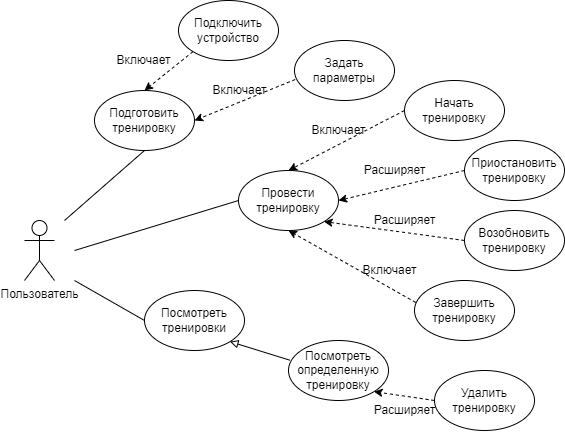 Подключить
устройство
Включает
Задать
параметры
Включает
Подготовить
тренировку
Начать
тренировку
Включает
Приостановить
тренировку
Расширяет
Провести
тренировку
Расширяет
Возобновить
тренировку
Включает
Пользователь
Посмотреть
тренировки
Завершить
тренировку
Посмотреть
определенную
тренировку
Удалить
тренировку
Расширяет